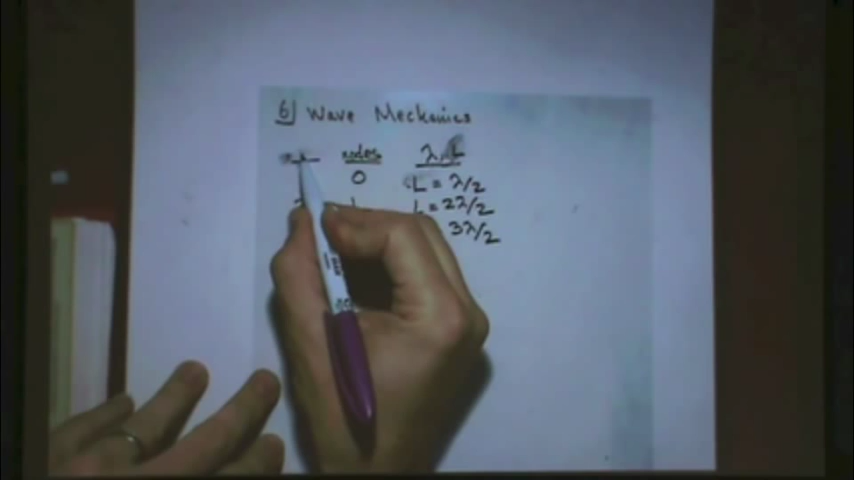 6] Wave Mechanics
nodes λ, L
0 L = λ/2
L = 2λ/2
3λ/2